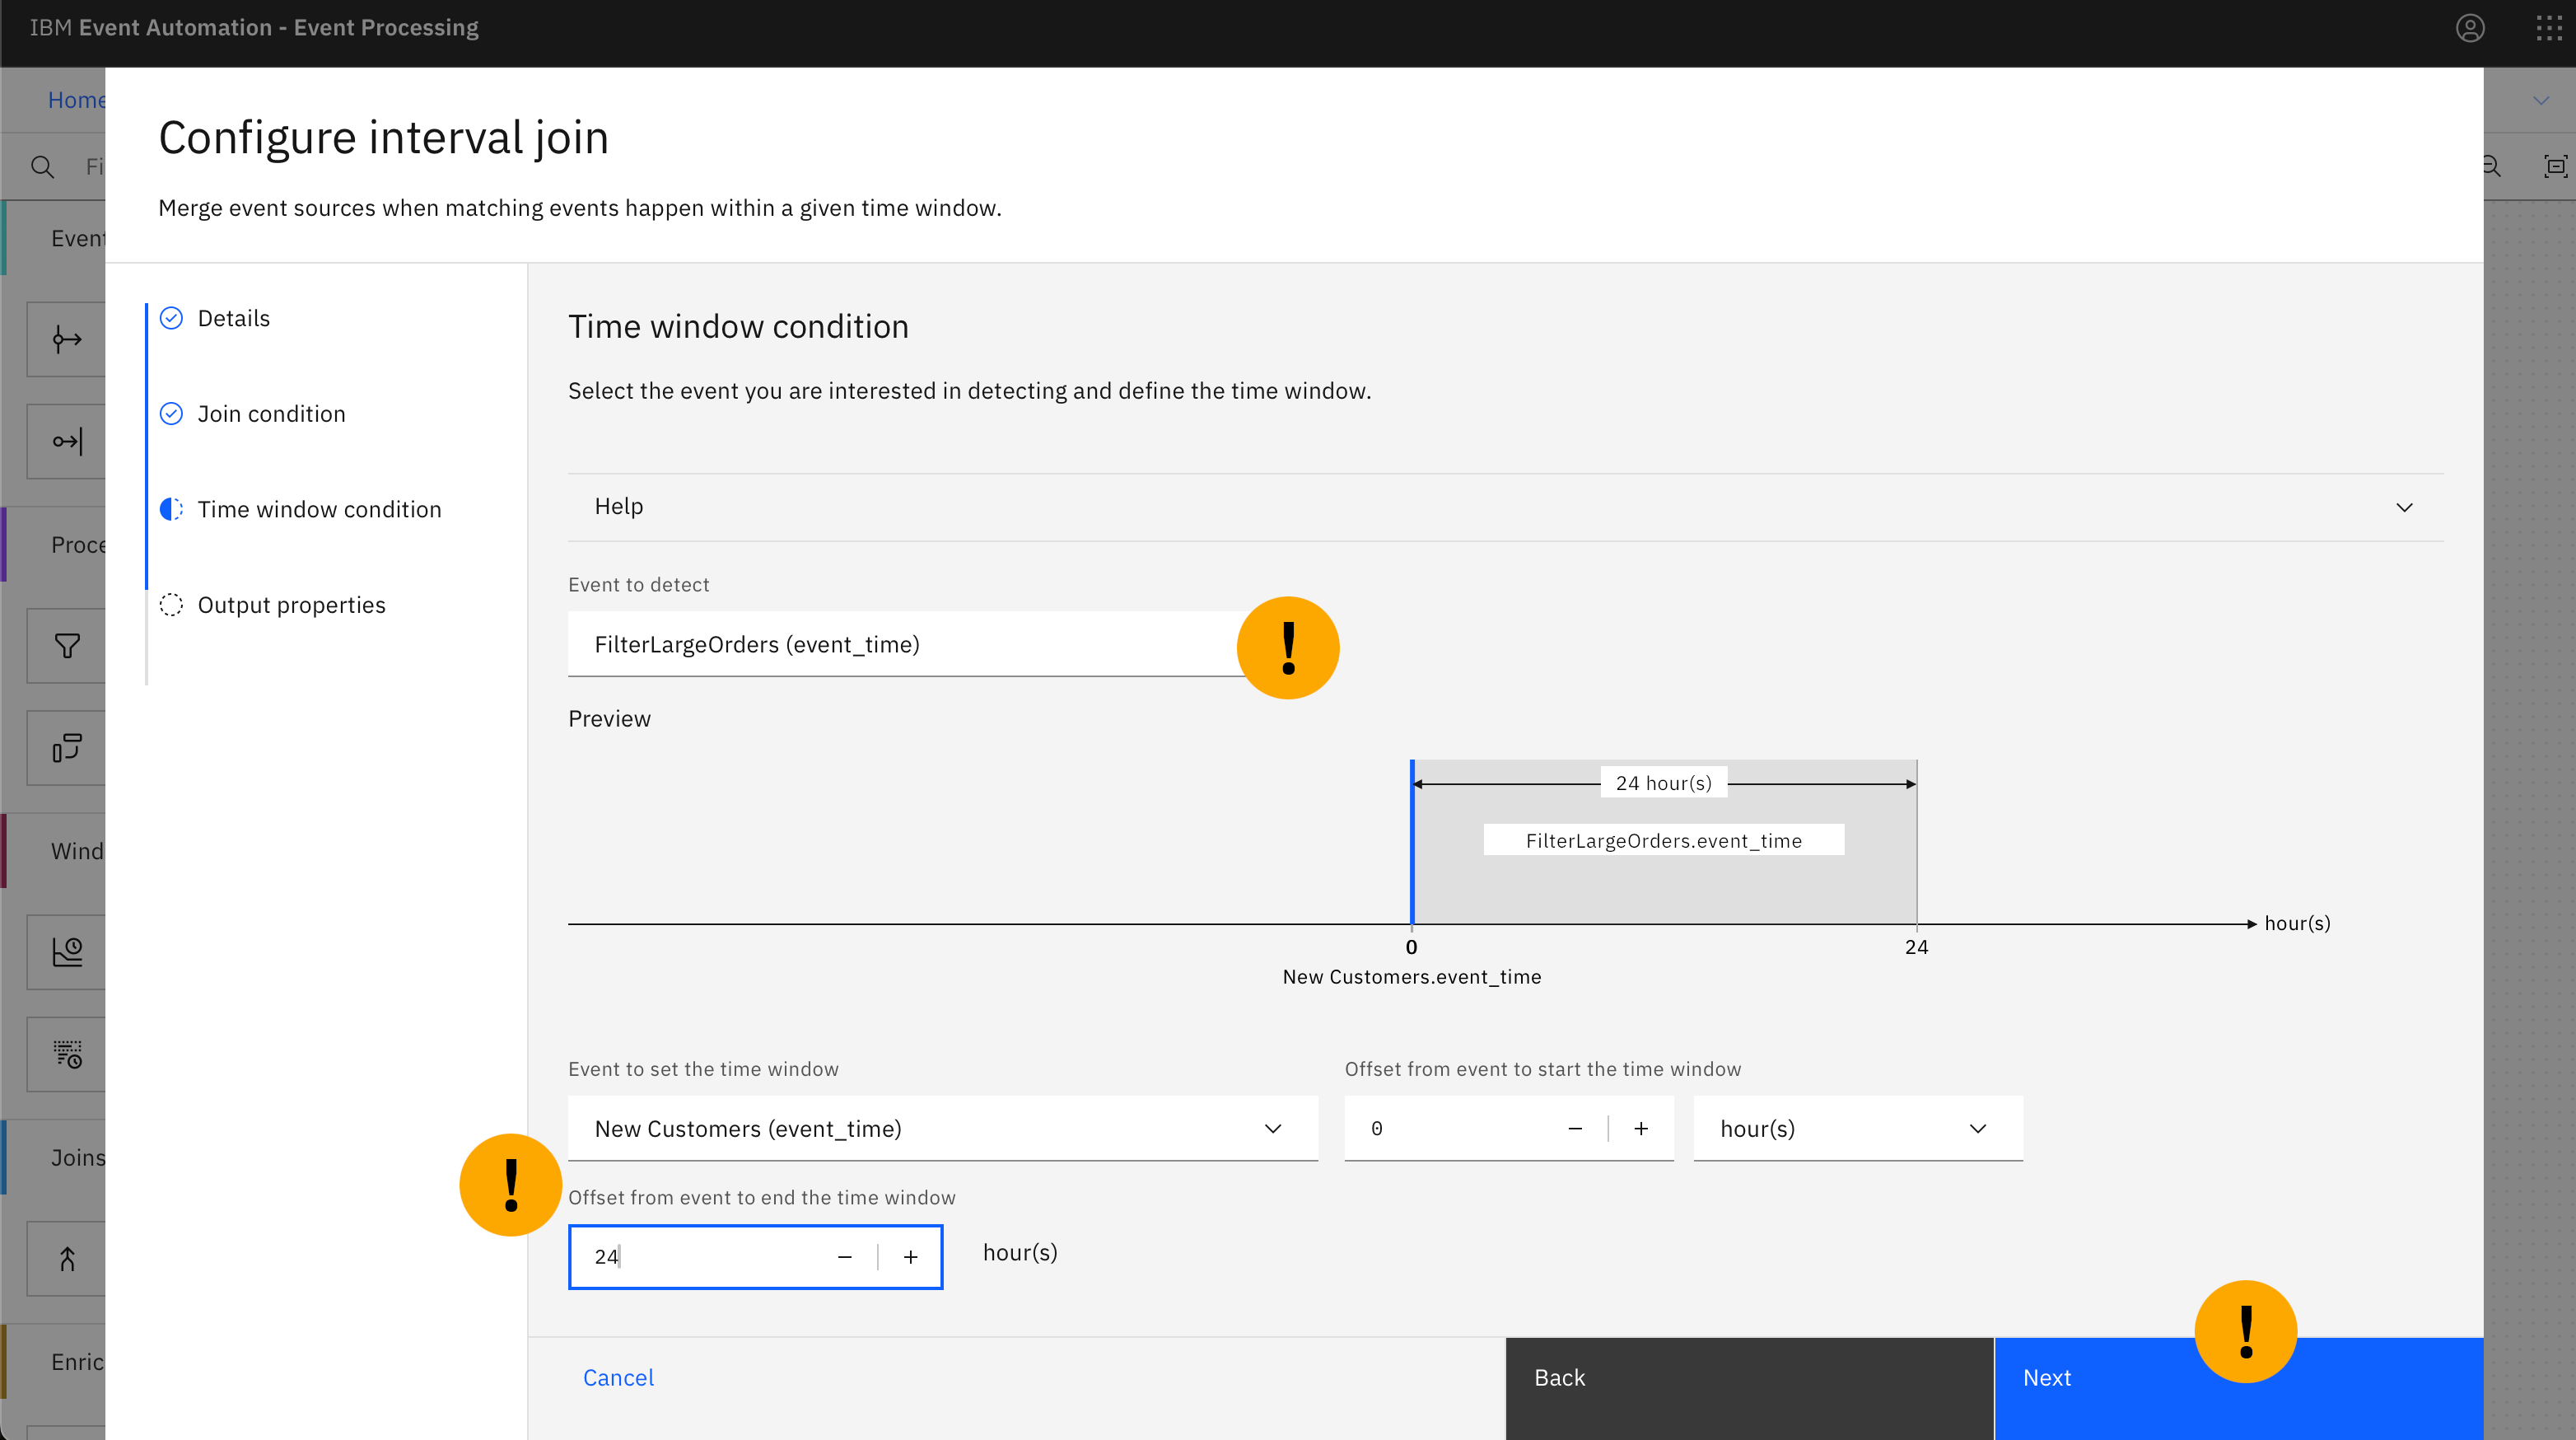 IBM Event Automation - Event Processing
Home
Configure interval join
Merge event sources when matching events happen within a given time window.
Fi
Event
Proce
Wind
Joins
Enric
Details
Join condition
Time window condition
Output properties
Time window condition
Select the event you are interested in detecting and define the time window.
Help
Event to detect
FilterLargeOrders (event_time)
!
Preview
24 hour(s)
FilterLargeOrders.event_time
hour(s)
0
24
New Customers.event_time
Event to set the time window
Offset from event to start the time window
New Customers (event_time)
0
hour(s)
!
Offset from event to end the time window
24
hour(s)
!
Cancel
Back
Next